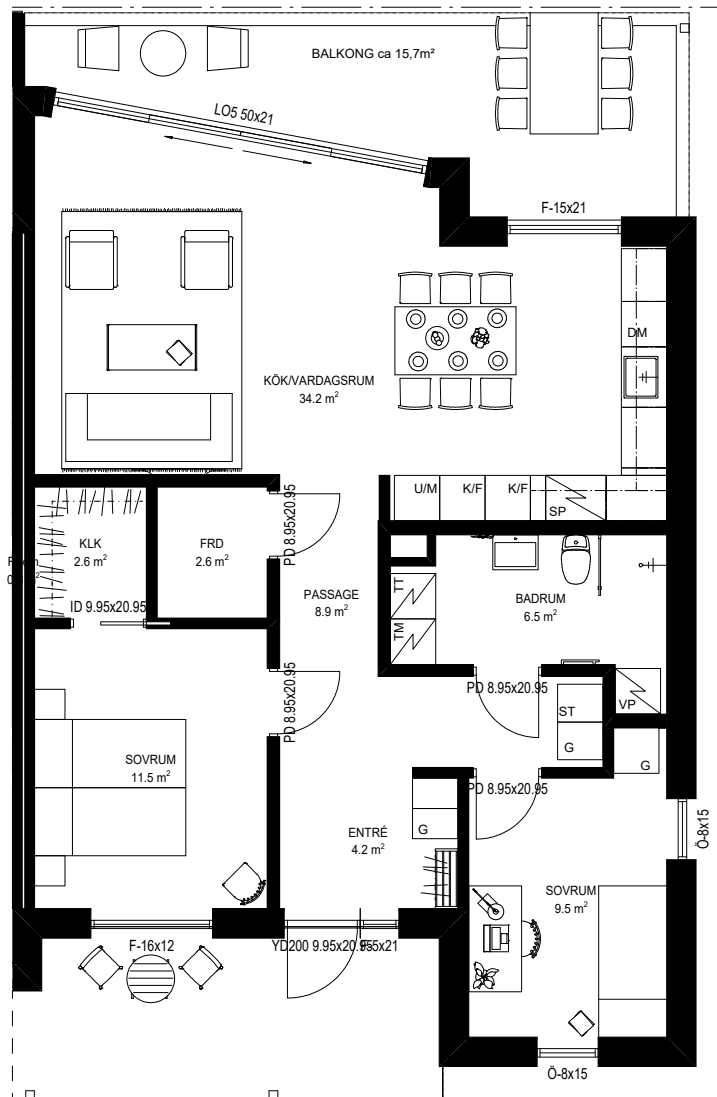 BALKONG ca 15,7m²
LO5 50x21
F-15x21
DM
KÖK/VARDAGSRUM
34.2 m²
U/M
K/F
K/F
SP
PD 8.95x20.95
KLK
2.6 m²
FRD
2.6 m²
ID 9.95x20.95
PASSAGE
8.9 m²
TT
TM
BADRUM
6.5 m²
PD 8.95x20.95
PD 8.95x20.95
ST
G
VP
G
SOVRUM
11.5 m²
PD 8.95x20.95
G
ENTRÉ
4.2 m²
Ö-8x15
SOVRUM
9.5 m²
F-16x12
YD200 9.95x20.95
F-5x21
Ö-8x15